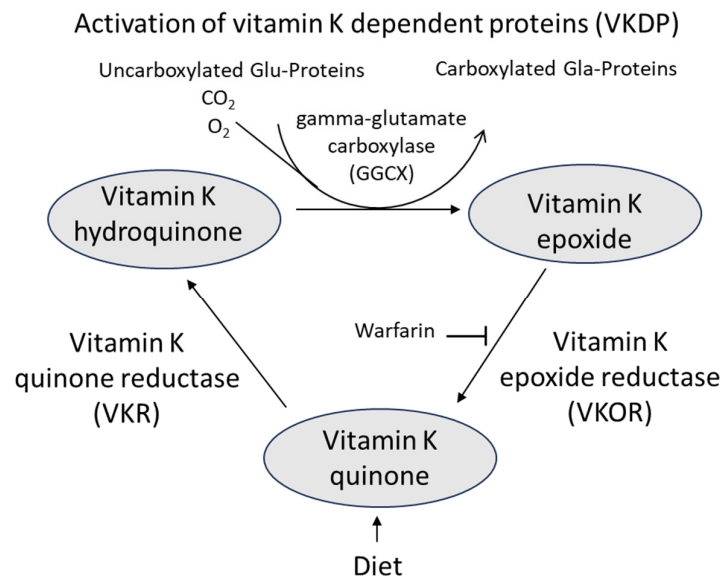 Activation of vitamin K dependent proteins (VKDP)
Uncarboxylated Glu-Proteins
Carboxylated Gla-Proteins
CO₂
O₂
gamma-glutamate
carboxylase
(GGCX)
Vitamin K
hydroquinone
Vitamin K
epoxide
Warfarin
Vitamin K
quinone reductase
(VKR)
Vitamin K
epoxide reductase
(VKOR)
Vitamin K
quinone
Diet